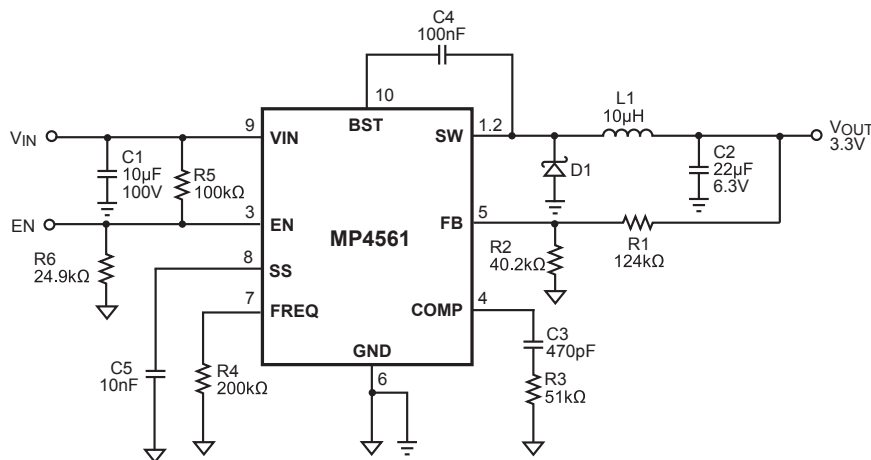 C4
100nF
10
BST
VIN
9
VIN
SW
1.2
L1
10µH
VOUT
3.3V
C1
10µF
100V
R5
100kΩ
D1
C2
22µF
6.3V
EN
3
EN
MP4561
FB
5
R1
124kΩ
R6
24.9kΩ
8
SS
R2
40.2kΩ
7
FREQ
COMP
4
C5
10nF
R4
200kΩ
GND
6
C3
470pF
R3
51kΩ